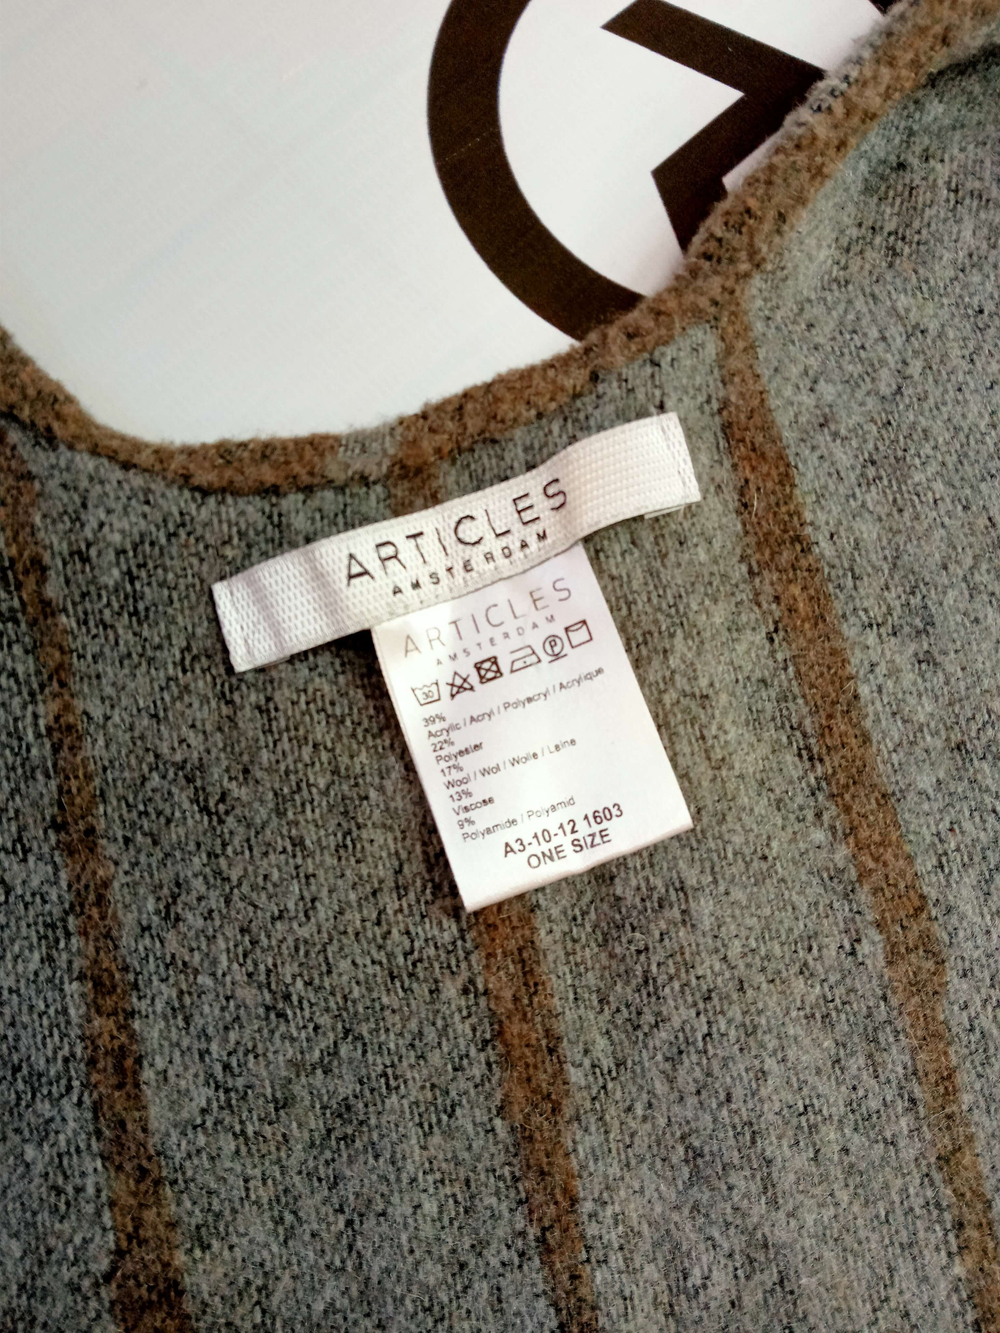 ARTICLES
AMSTERDAM
ARTICLES
AMSTERDAM
30
P
39%
Acrylic / Acryl / Polyacryl / Acrylique
22%
Polyester
17%
Wool / Wol / Wolle / Laine
13%
Viscose
9%
Polyamide / Polyamid
A3-10-12 1603
ONE SIZE